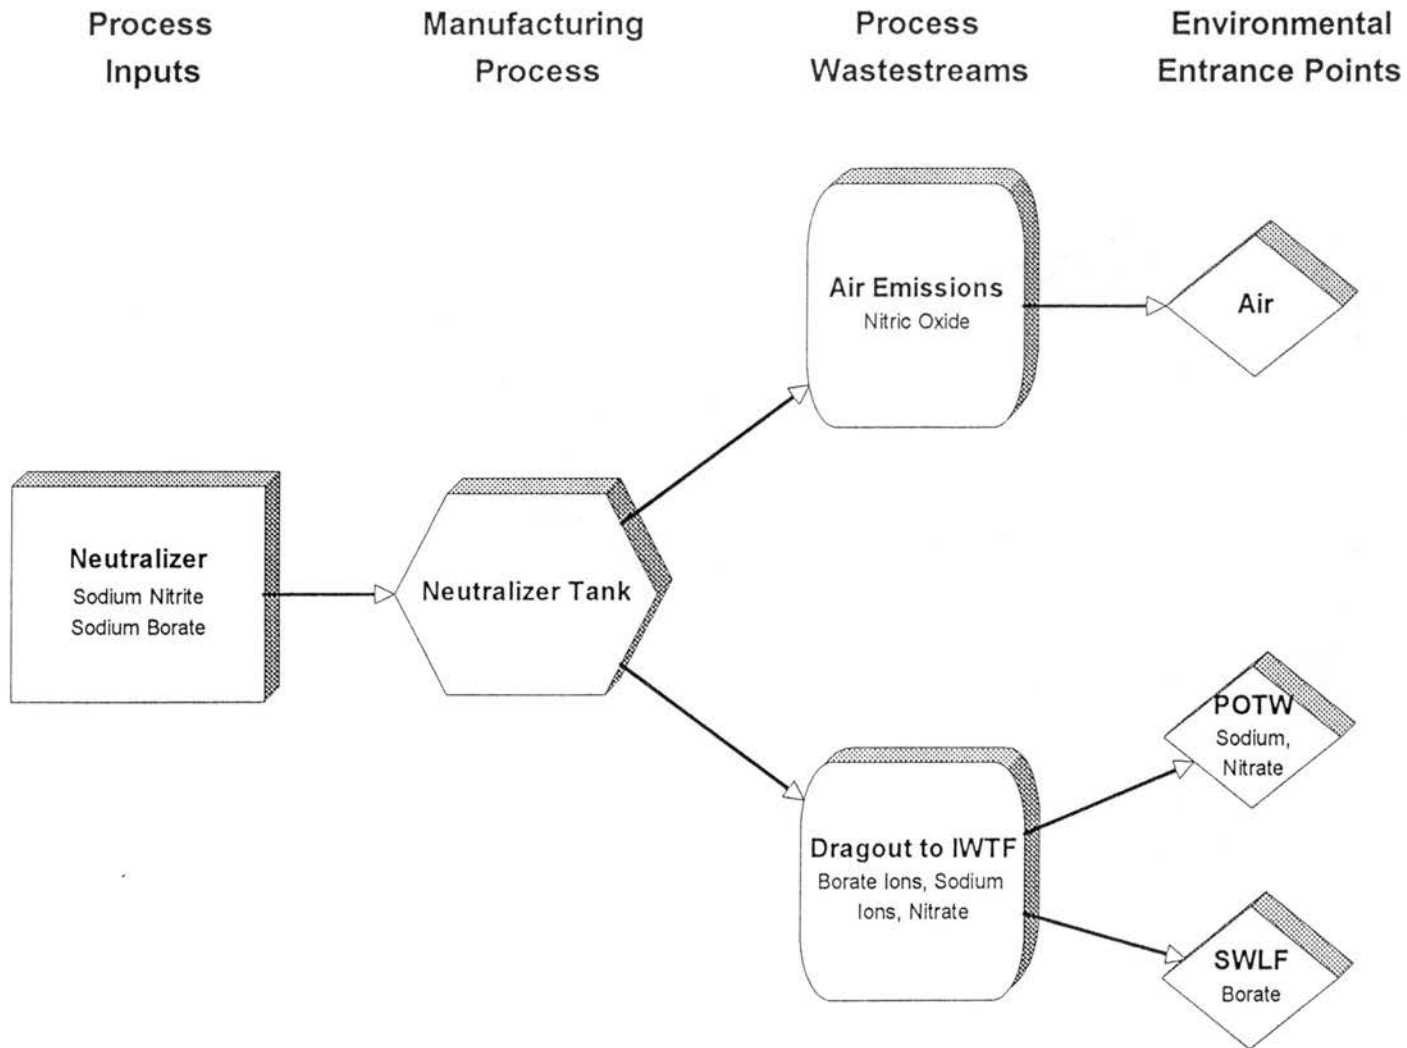 Process
Inputs
Manufacturing
Process
Process
Wastestreams
Environmental
Entrance Points
Air Emissions
Nitric Oxide
Air
Neutralizer
Sodium Nitrite
Sodium Borate
Neutralizer Tank
POTW
Sodium,
Nitrate
Dragout to IWTF
Borate Ions, Sodium
Ions, Nitrate
SWLF
Borate